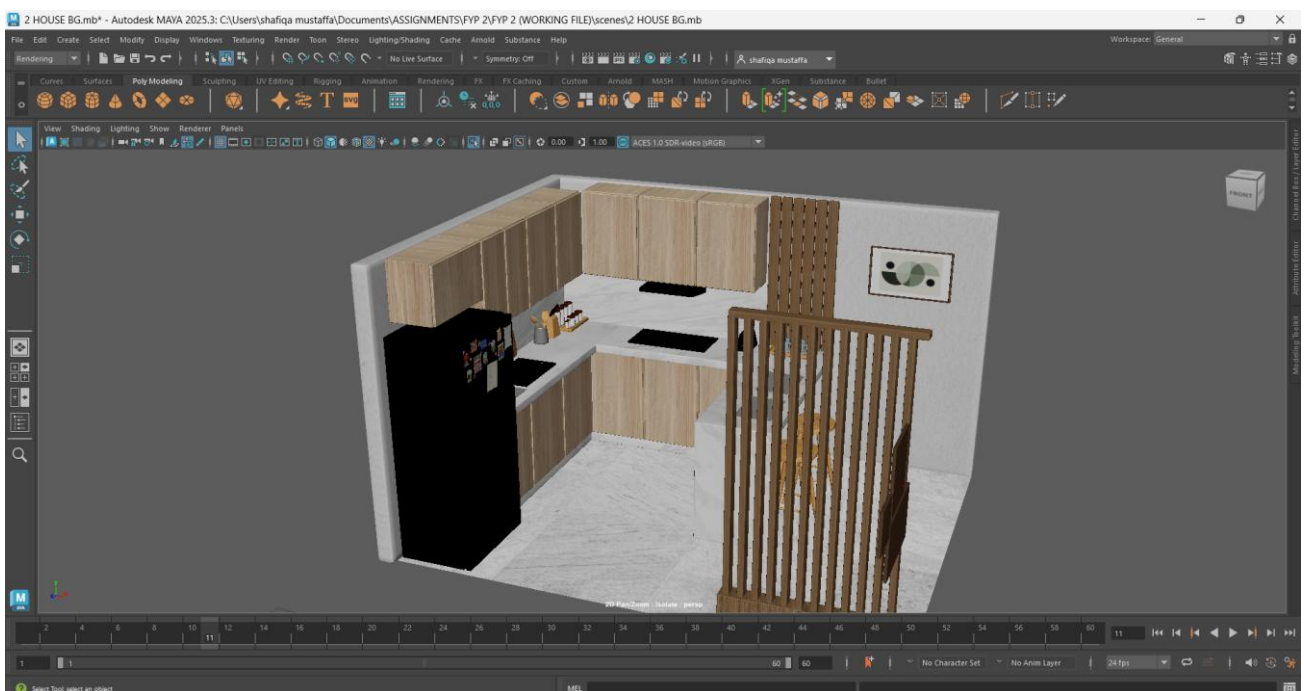 2 HOUSE BG.mb* - Autodesk MAYA 2025.3: C:\Users\shafiqa mustaffa\Documents\ASSIGNMENTS\FYP 2\FYP 2 (WORKING FILE)\scenes\2 HOUSE BG.mb
File Edit Create Select Modify Display Windows Texturing Render Toon Stereo Lighting/Shading Cache Arnold Substance Help
Workspace: General
Rendering No Live Surface Symmetry: Off shafiqa mustaffa
Curves Surfaces Poly Modeling Sculpting UV Editing Rigging Animation Rendering FX FX Caching Custom Arnold MASH Motion Graphics XGen Substance Bullet
SVG
0,0,0
View Shading Lighting Show Renderer Panels
0.00 1.00 ACES 1.0 SDR-video (sRGB)
FRONT
Channel Box / Layer Editor
Attribute Editor
Modeling Toolkit
2D Pan/Zoom : Isolate : persp
M
2 4 6 8 10 12 14 16 18 20 22 24 26 28 30 32 34 36 38 40 42 44 46 48 50 52 54 56 58 60
11
11
1 1 60 60 No Character Set No Anim Layer 24 fps
Select Tool: select an object
MEL